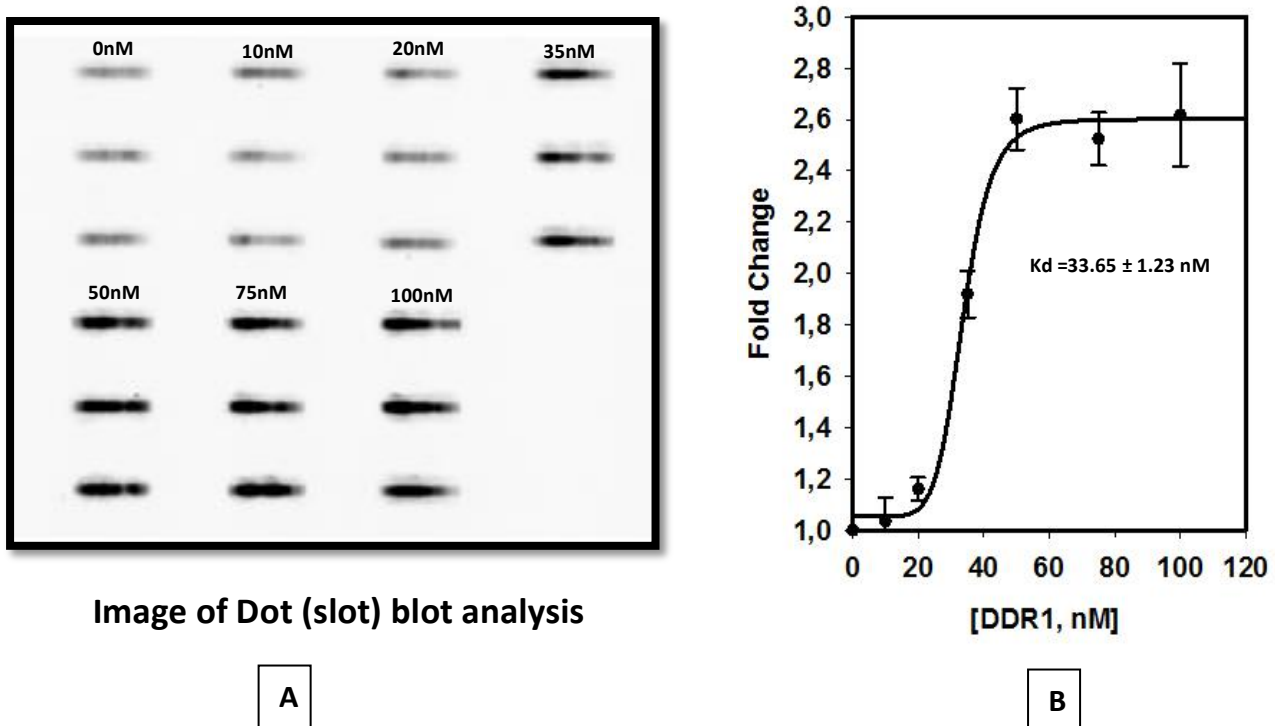 0nM 10nM 20nM 35nM
50nM 75nM 100nM
Image of Dot (slot) blot analysis
A
3,0
2,8
2,6
2,4
2,2
2,0
1,8
1,6
1,4
1,2
1,0
Fold Change
Kd =33.65 ± 1.23 nM
0 20 40 60 80 100 120
[DDR1, nM]
B